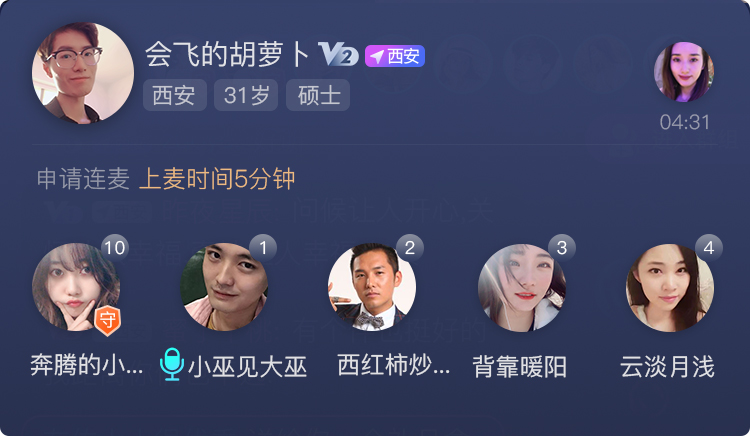 会飞的胡萝卜 V2 西安
西安 31岁 硕士
04:31
申请连麦 上麦时间5分钟
10 1 2 3 4
守
奔腾的小... 小巫见大巫 西红柿炒... 背靠暖阳 云淡月浅